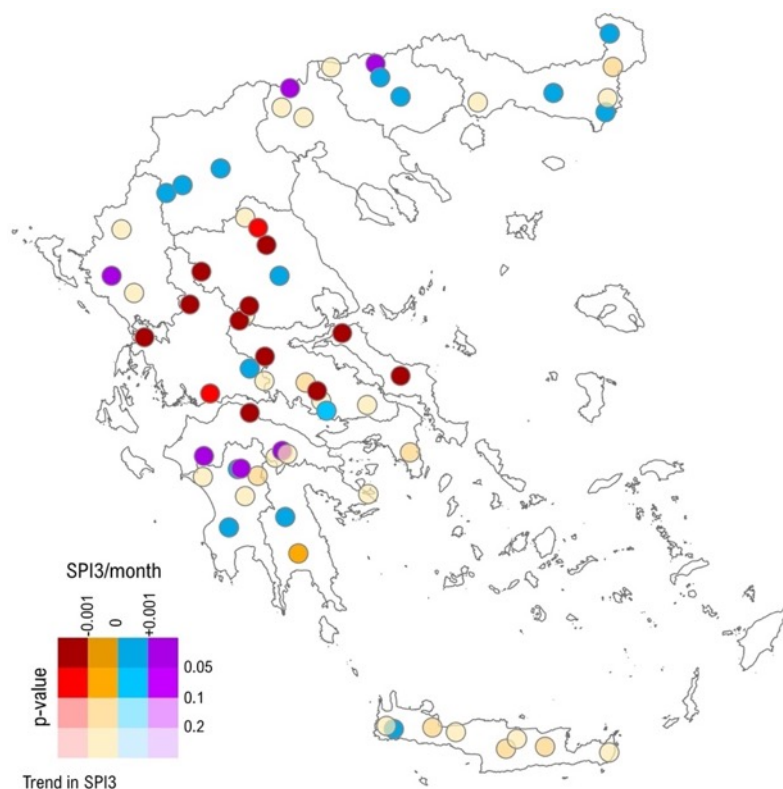 SPI3/month
-0.001
0
+0.001
0.05
0.1
0.2
p-value
Trend in SPI3